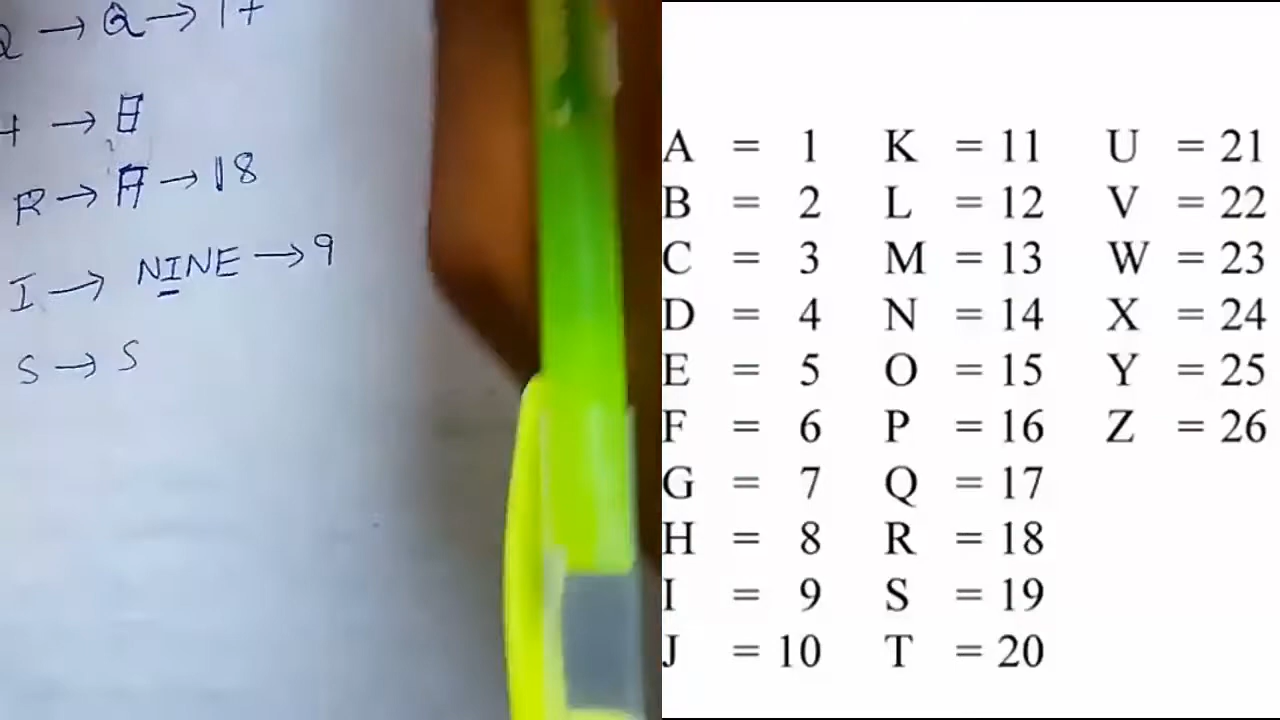 Q → Q → 17
H → 8
R → A → 18
I → NINE → 9
S → S
A = 1 K = 11 U = 21
B = 2 L = 12 V = 22
C = 3 M = 13 W = 23
D = 4 N = 14 X = 24
E = 5 O = 15 Y = 25
F = 6 P = 16 Z = 26
G = 7 Q = 17
H = 8 R = 18
I = 9 S = 19
J = 10 T = 20